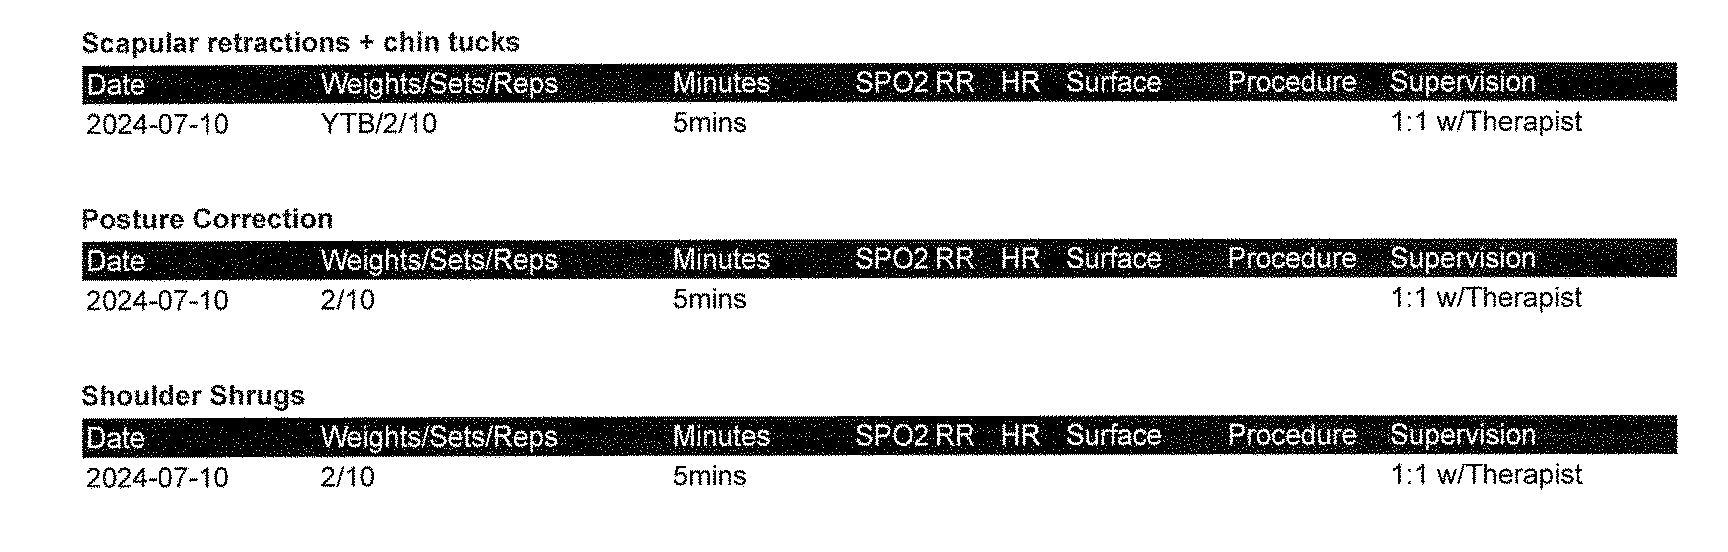 Scapular retractions + chin tucks
Date Weights/Sets/Reps Minutes SPO2 RR HR Surface Procedure Supervision
2024-07-10 YTB/2/10 5mins 1:1 w/Therapist
Posture Correction
Date Weights/Sets/Reps Minutes SPO2 RR HR Surface Procedure Supervision
2024-07-10 2/10 5mins 1:1 w/Therapist
Shoulder Shrugs
Date Weights/Sets/Reps Minutes SPO2 RR HR Surface Procedure Supervision
2024-07-10 2/10 5mins 1:1 w/Therapist